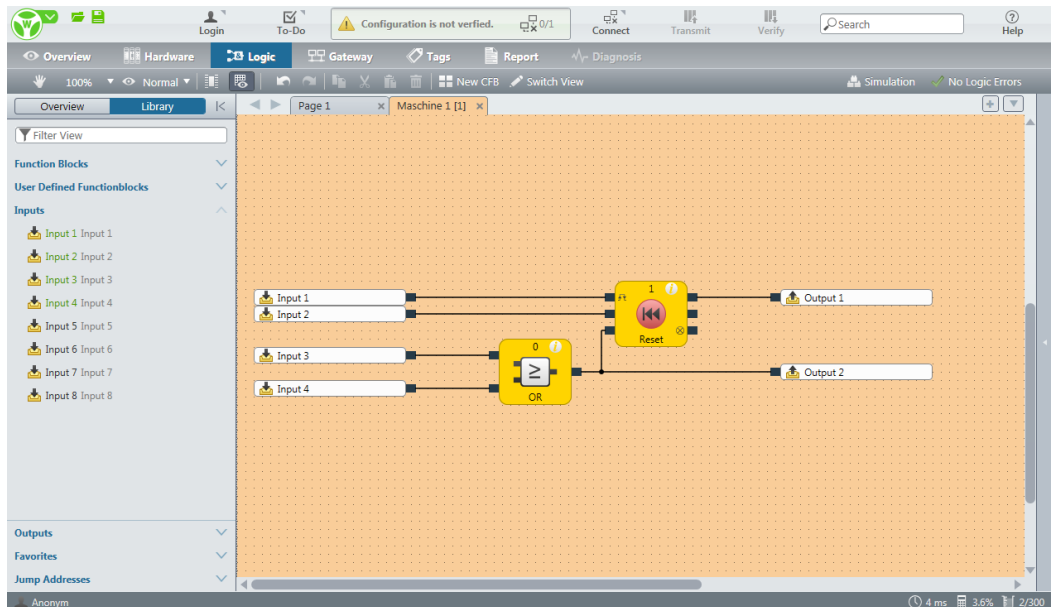 Login
To-Do
Configuration is not verfied.
0/1
Connect
Transmit
Verify
Search
Help
Overview
Hardware
Logic
Gateway
Tags
Report
Diagnosis
100%
Normal
New CFB
Switch View
Simulation
No Logic Errors
Overview
Library
Page 1
Maschine 1 [1]
Filter View
Function Blocks
User Defined Functionblocks
Inputs
Input 1 Input 1
Input 2 Input 2
Input 3 Input 3
Input 4 Input 4
Input 5 Input 5
Input 6 Input 6
Input 7 Input 7
Input 8 Input 8
Outputs
Favorites
Jump Addresses
Input 1
Input 2
Input 3
Input 4
0
≥
OR
1
Reset
Output 1
Output 2
Anonym
4 ms
3.6%
2/300